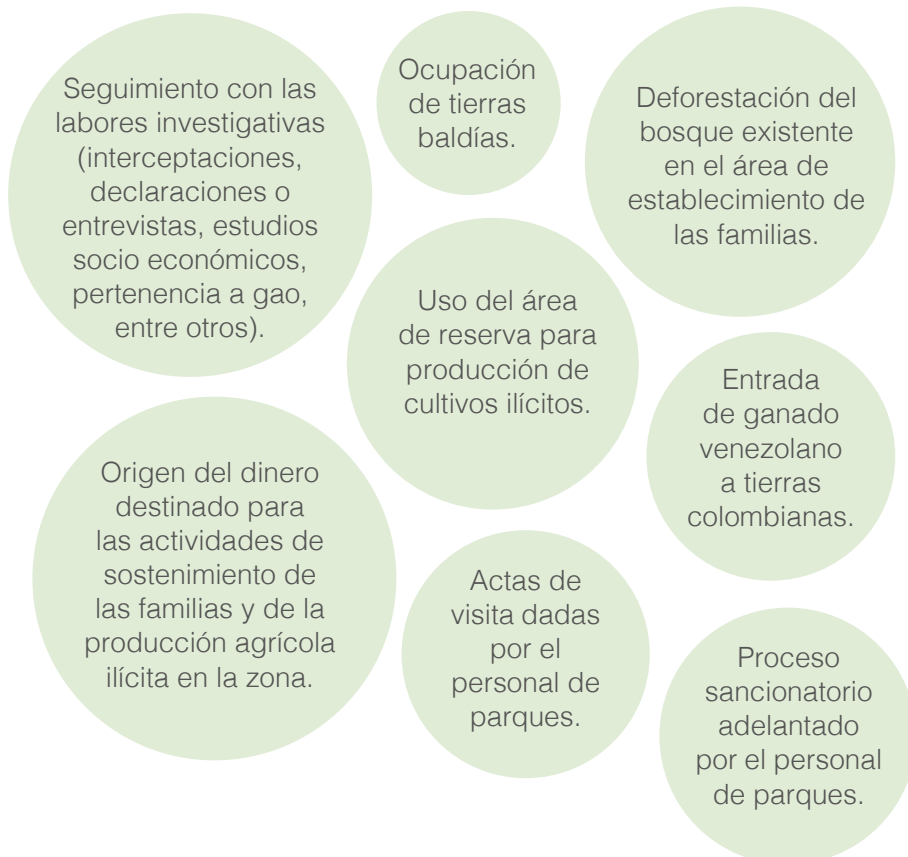 Seguimiento con las
labores investigativas
(interceptaciones,
declaraciones o
entrevistas, estudios
socio económicos,
pertenencia a gao,
entre otros).
Ocupación
de tierras
baldías.
Deforestación del
bosque existente
en el área de
establecimiento de
las familias.
Uso del área
de reserva para
producción de
cultivos ilícitos.
Entrada
de ganado
venezolano
a tierras
colombianas.
Origen del dinero
destinado para
las actividades de
sostenimiento de
las familias y de la
producción agrícola
ilícita en la zona.
Actas de
visita dadas
por el
personal de
parques.
Proceso
sancionatorio
adelantado
por el personal
de parques.